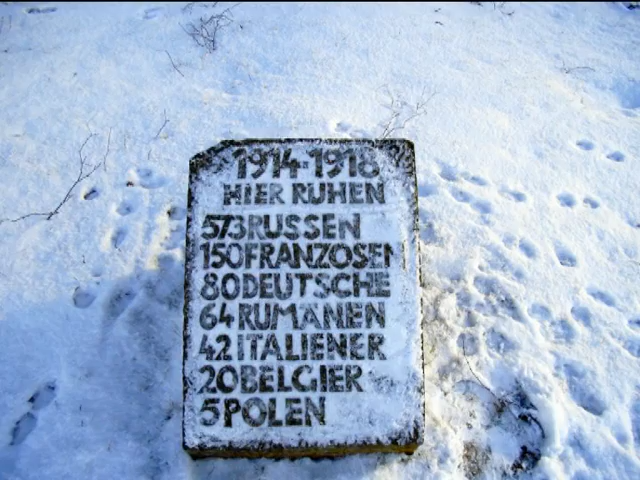 1914-1918
HIER RUHEN
573 RUSSEN
150 FRANZOSEN
80 DEUTSCHE
64 RUMÄNEN
42 ITALIENER
20 BELGIER
5 POLEN